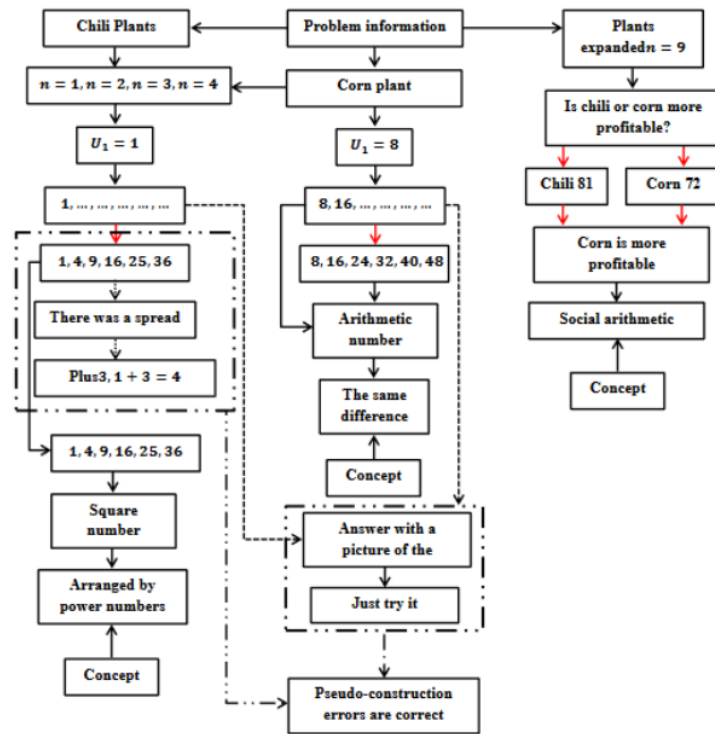 Chili Plants
Problem information
Plants
expandedn = 9
n = 1, n = 2, n = 3, n = 4
Corn plant
Is chili or corn more
profitable?
U₁ = 1
U₁ = 8
Chili 81
Corn 72
1, … , … , … , … , …
8, 16, … , … , … , …
Corn is more
profitable
1, 4, 9, 16, 25, 36
8, 16, 24, 32, 40, 48
There was a spread
Arithmetic
number
Social arithmetic
Plus3, 1 + 3 = 4
The same
difference
Concept
1, 4, 9, 16, 25, 36
Concept
Square
number
Answer with a
picture of the
Arranged by
power numbers
Just try it
Concept
Pseudo-construction
errors are correct